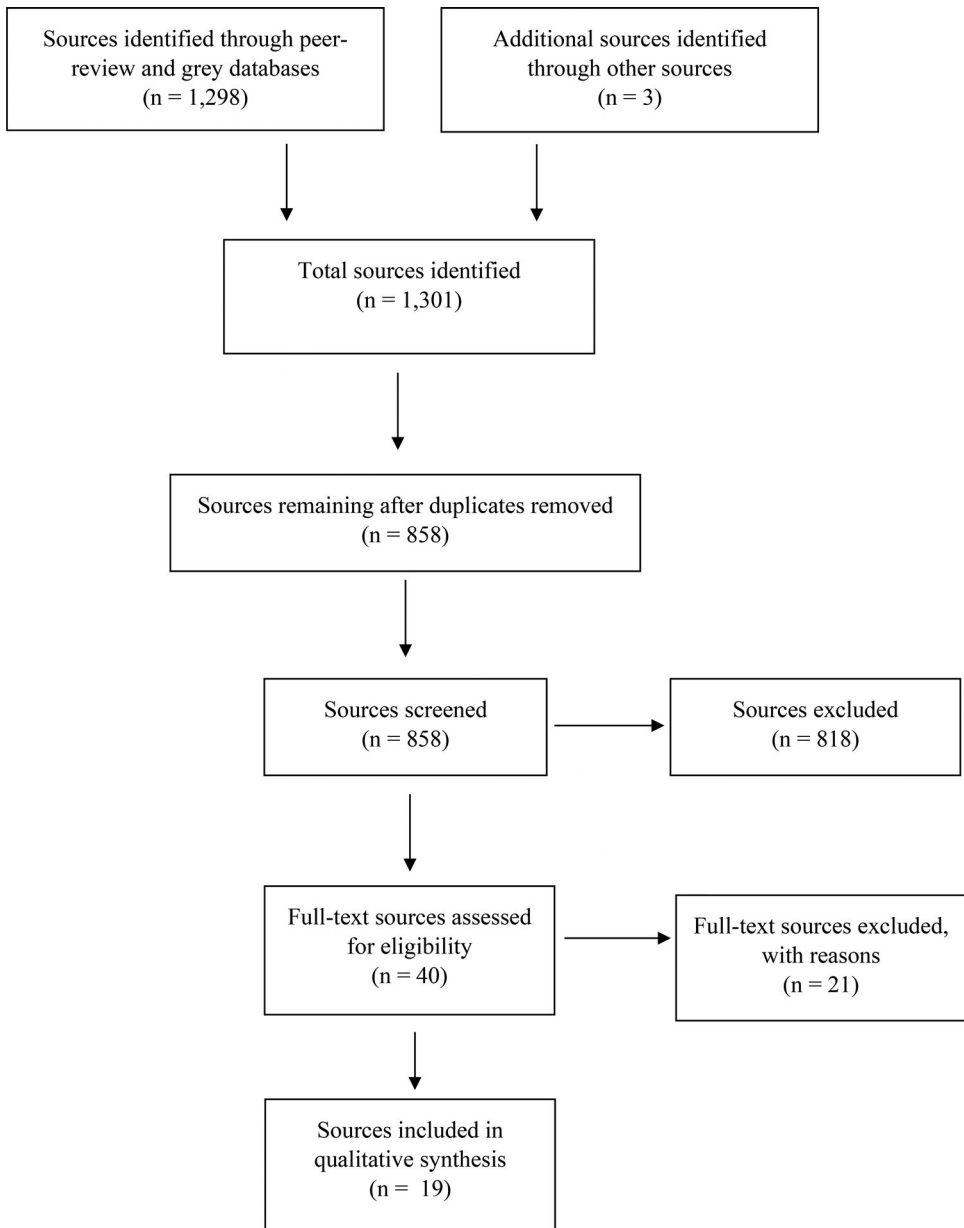 Sources identified through peer-
review and grey databases
(n = 1,298)
Additional sources identified
through other sources
(n = 3)
Total sources identified
(n = 1,301)
Sources remaining after duplicates removed
(n = 858)
Sources screened
(n = 858)
Sources excluded
(n = 818)
Full-text sources assessed
for eligibility
(n = 40)
Full-text sources excluded,
with reasons
(n = 21)
Sources included in
qualitative synthesis
(n =  19)